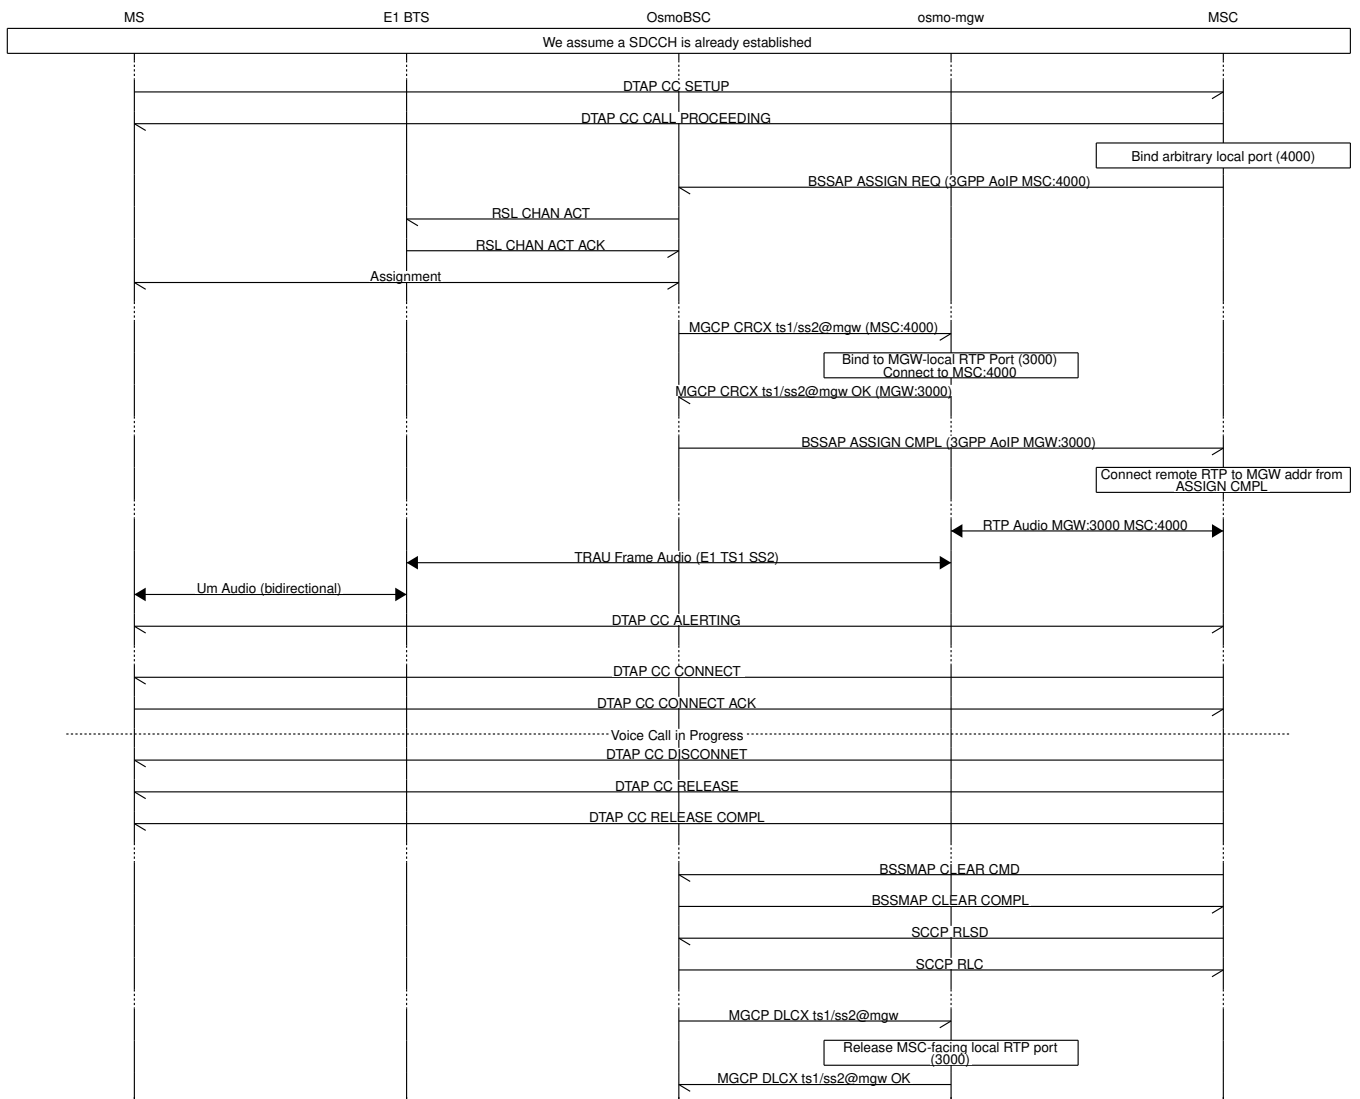 MS E1 BTS OsmoBSC osmo-mgw MSC
We assume a SDCCH is already established
DTAP CC SETUP
DTAP CC CALL PROCEEDING
Bind arbitrary local port (4000)
BSSAP ASSIGN REQ (3GPP AoIP MSC:4000)
RSL CHAN ACT
RSL CHAN ACT ACK
Assignment
MGCP CRCX ts1/ss2@mgw (MSC:4000)
Bind to MGW-local RTP Port (3000)
Connect to MSC:4000
MGCP CRCX ts1/ss2@mgw OK (MGW:3000)
BSSAP ASSIGN CMPL (3GPP AoIP MGW:3000)
Connect remote RTP to MGW addr from
ASSIGN CMPL
RTP Audio MGW:3000 MSC:4000
TRAU Frame Audio (E1 TS1 SS2)
Um Audio (bidirectional)
DTAP CC ALERTING
DTAP CC CONNECT
DTAP CC CONNECT ACK
Voice Call in Progress
DTAP CC DISCONNET
DTAP CC RELEASE
DTAP CC RELEASE COMPL
BSSMAP CLEAR CMD
BSSMAP CLEAR COMPL
SCCP RLSD
SCCP RLC
MGCP DLCX ts1/ss2@mgw
Release MSC-facing local RTP port
(3000)
MGCP DLCX ts1/ss2@mgw OK